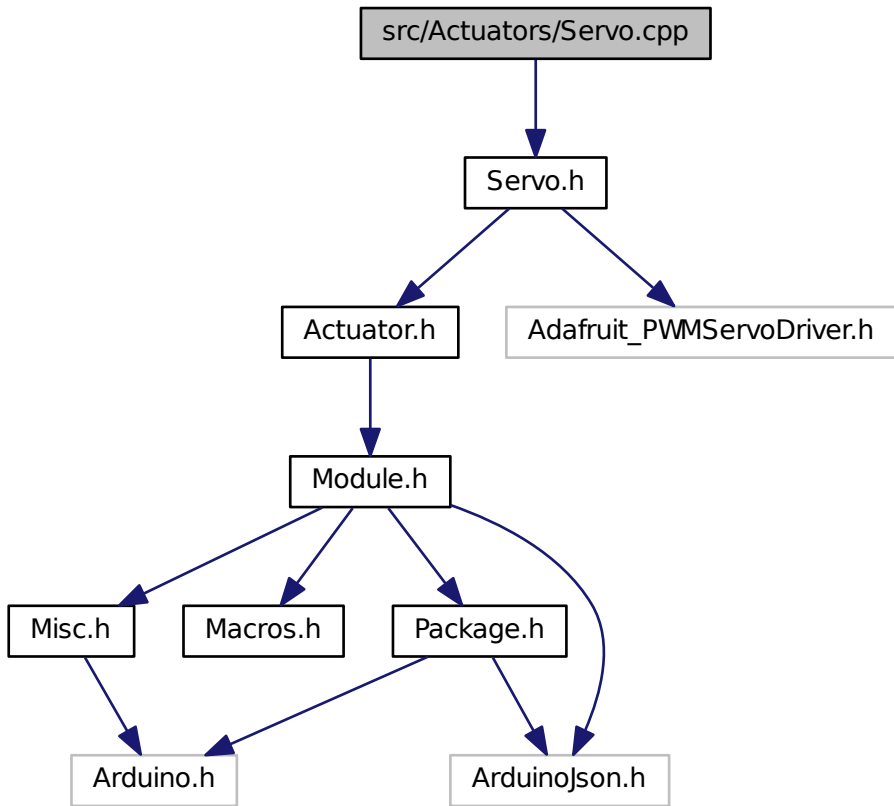 src/Actuators/Servo.cpp
Servo.h
Actuator.h
Adafruit_PWMServoDriver.h
Module.h
Misc.h
Macros.h
Package.h
Arduino.h
ArduinoJson.h